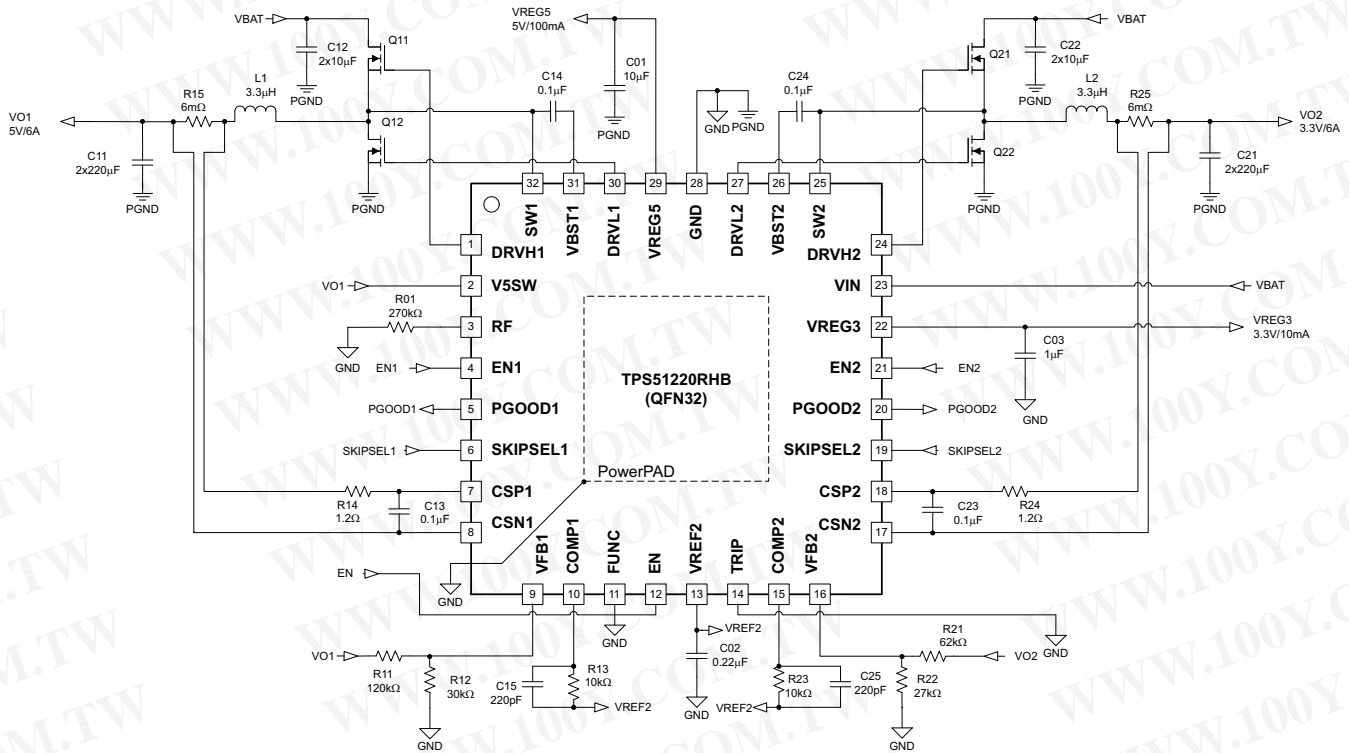 VBAT
C12
2x10µF
PGND
Q11
VREG5
5V/100mA
C01
10µF
PGND
C14
0.1µF
C24
0.1µF
GND
PGND
VBAT
Q21
C22
2x10µF
PGND
VO1
5V/6A
R15
6mΩ
L1
3.3µH
Q12
C11
2x220µF
PGND
PGND
Q22
PGND
L2
3.3µH
R25
6mΩ
VO2
3.3V/6A
C21
2x220µF
PGND
32
31
30
29
28
27
26
25
SW1
VBST1
DRVL1
VREG5
GND
DRVL2
VBST2
SW2
1
DRVH1
VO1
2
V5SW
R01
270kΩ
GND
3
RF
EN1
4
EN1
PGOOD1
5
PGOOD1
SKIPSEL1
6
SKIPSEL1
R14
1.2Ω
C13
0.1µF
7
CSP1
8
CSN1
TPS51220RHB
(QFN32)
PowerPAD
GND
DRVH2
24
VIN
23
VBAT
VREG3
22
VREG3
3.3V/10mA
C03
1µF
GND
EN2
21
EN2
PGOOD2
20
PGOOD2
SKIPSEL2
19
SKIPSEL2
CSP2
18
R24
1.2Ω
C23
0.1µF
CSN2
17
VFB1
COMP1
FUNC
EN
VREF2
TRIP
COMP2
VFB2
9
10
11
12
13
14
15
16
EN
GND
VO1
R11
120kΩ
R12
30kΩ
GND
C15
220pF
R13
10kΩ
VREF2
VREF2
C02
0.22µF
GND
VREF2
R23
10kΩ
C25
220pF
R21
62kΩ
VO2
R22
27kΩ
GND
GND
WWW.100Y.COM.TW